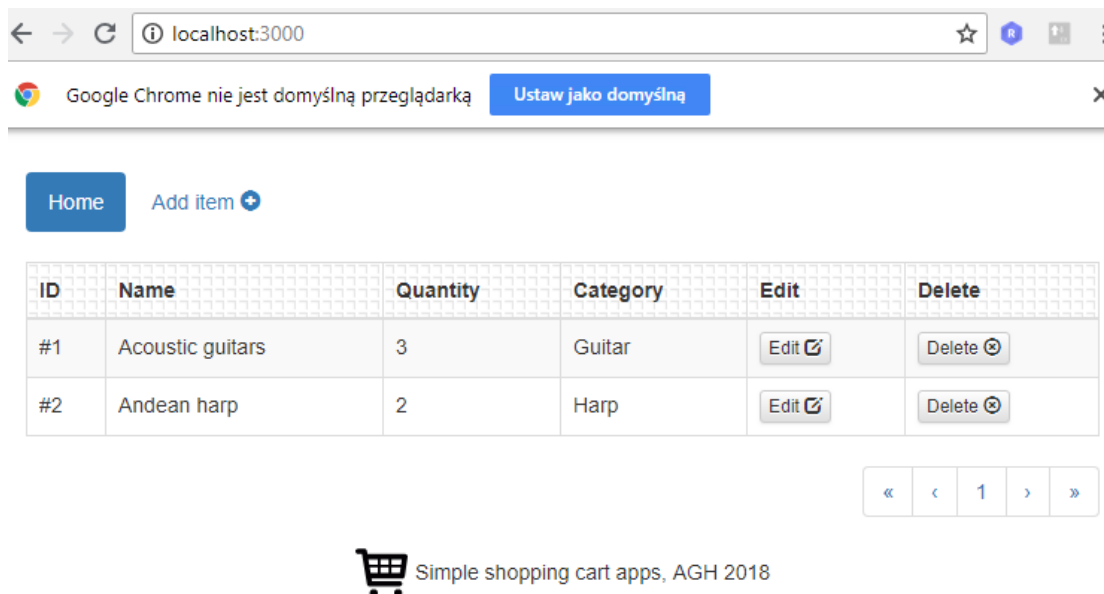 localhost:3000
Google Chrome nie jest domyślną przeglądarką Ustaw jako domyślną
Home Add item
ID Name Quantity Category Edit Delete
#1 Acoustic guitars 3 Guitar Edit Delete
#2 Andean harp 2 Harp Edit Delete
« ‹ 1 › »
Simple shopping cart apps, AGH 2018